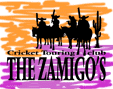 Cricket Touring Club
THE ZAMIGO'S